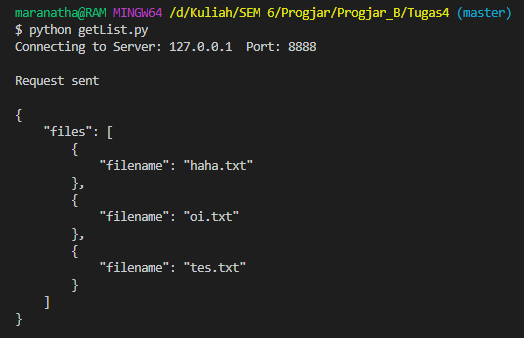 maranatha@RAM MINGW64 /d/Kuliah/SEM 6/Progjar/Progjar_B/Tugas4 (master)
$ python getList.py
Connecting to Server: 127.0.0.1  Port: 8888

Request sent

{
    "files": [
        {
            "filename": "haha.txt"
        },
        {
            "filename": "oi.txt"
        },
        {
            "filename": "tes.txt"
        }
    ]
}